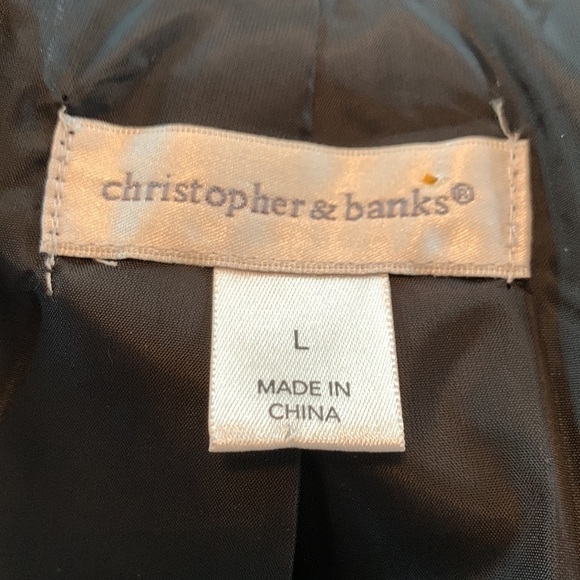 christopher & banks®
L
MADE IN
CHINA